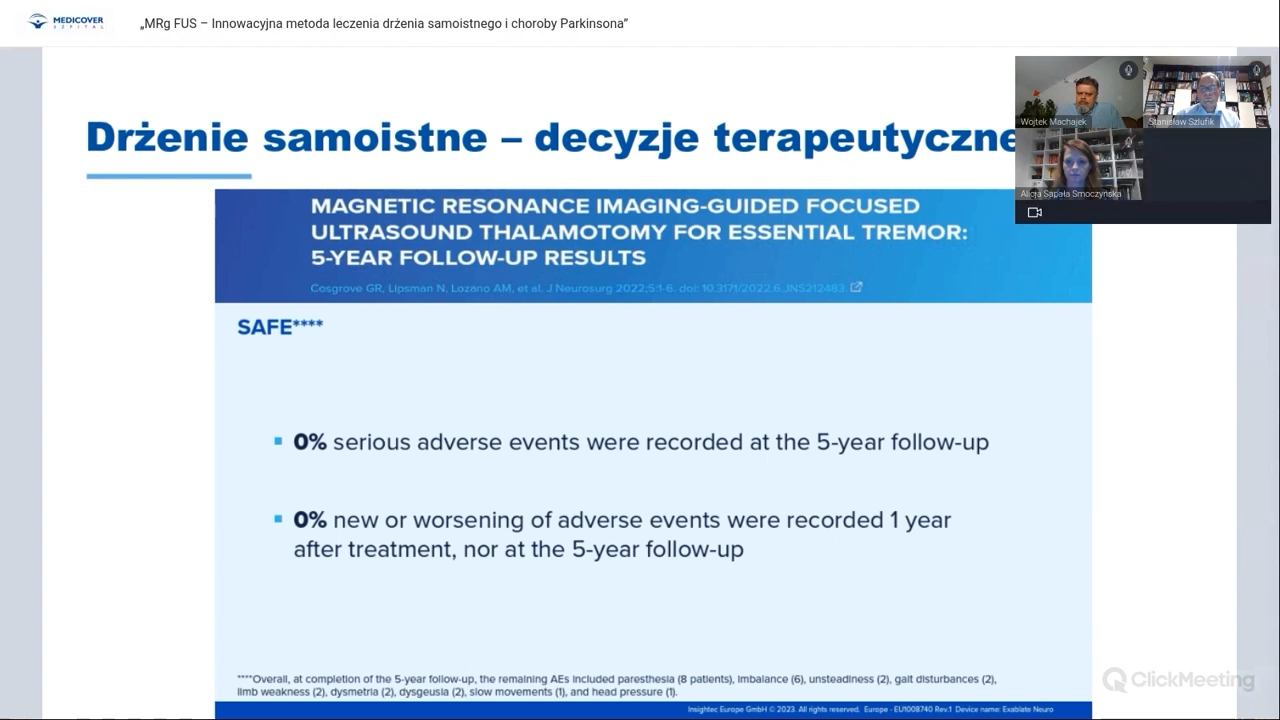 MEDICOVER
SZPITAL
„MRg FUS – Innowacyjna metoda leczenia drżenia samoistnego i choroby Parkinsona”
Drżenie samoistne – decyzje terapeutyczne
Wojtek Machajek
Stanisław Szlufik
Alicja Sapała Smoczyńska
MAGNETIC RESONANCE IMAGING-GUIDED FOCUSED
ULTRASOUND THALAMOTOMY FOR ESSENTIAL TREMOR:
5-YEAR FOLLOW-UP RESULTS
Cosgrove GR, Lipsman N, Lozano AM, et al. J Neurosurg 2022;5:1-6. doi: 10.3171/2022.6.JNS212483
SAFE****
▪ 0% serious adverse events were recorded at the 5-year follow-up
▪ 0% new or worsening of adverse events were recorded 1 year
after treatment, nor at the 5-year follow-up
****Overall, at completion of the 5-year follow-up, the remaining AEs included paresthesia (8 patients), imbalance (6), unsteadiness (2), gait disturbances (2),
limb weakness (2), dysmetria (2), dysgeusia (2), slow movements (1), and head pressure (1).
Insightec Europe GmbH © 2023. All rights reserved. Europe - EU1008740 Rev.1 Device name: Exablate Neuro
ClickMeeting